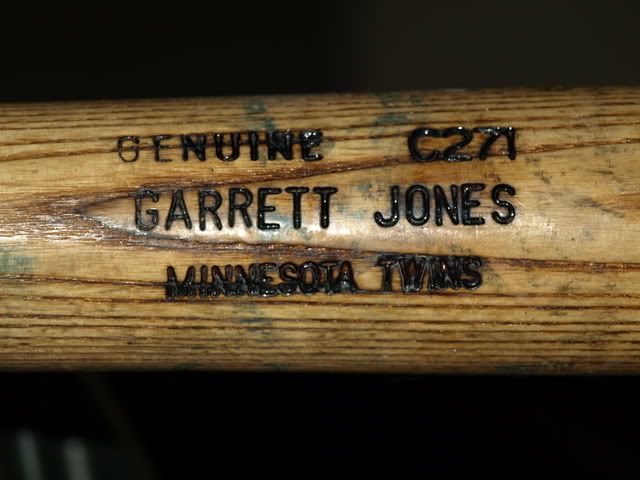 GENUINE C271
GARRETT JONES
MINNESOTA TWINS